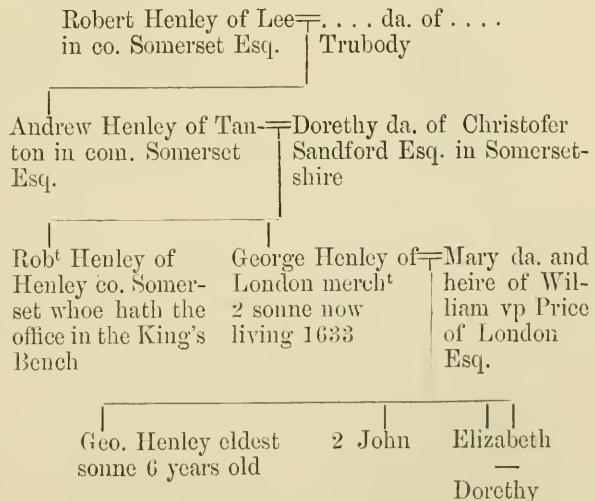 Robert Henley of Lee=. . . . da. of . . . .
in co. Somerset Esq. Trubody
Andrew Henley of Tan-=Dorethy da. of Christofer
ton in com. Somerset Sandford Esq. in Somerset-
Esq. shire
Robᵗ Henley of
Henley co. Somer-
set whoe hath the
office in the King's
Bench
George Henley of=
London merchᵗ
2 sonne now
living 1633
Mary da. and
heire of Wil-
liam vp Price
of London
Esq.
Geo. Henley eldest
sonne 6 years old
2 John
Elizabeth
—
Dorethy